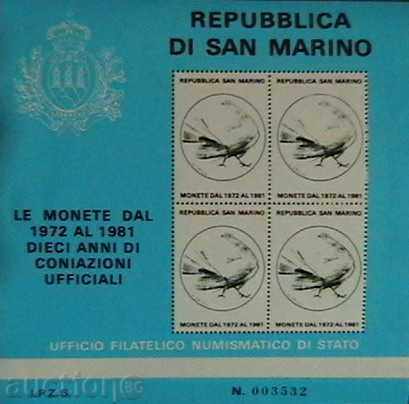 REPUBBLICA
DI SAN MARINO
REPUBBLICA SAN MARINO
MONETE DAL 1972 AL 1981
REPUBBLICA SAN MARINO
MONETE DAL 1972 AL 1981
REPUBBLICA SAN MARINO
MONETE DAL 1972 AL 1981
REPUBBLICA SAN MARINO
MONETE DAL 1972 AL 1981
LE MONETE DAL
1972 AL 1981
DIECI ANNI DI
CONIAZIONI
UFFICIALI
UFFICIO FILATELICO NUMISMATICO DI STATO
I.P.Z.S.
N. 003532
auction BG